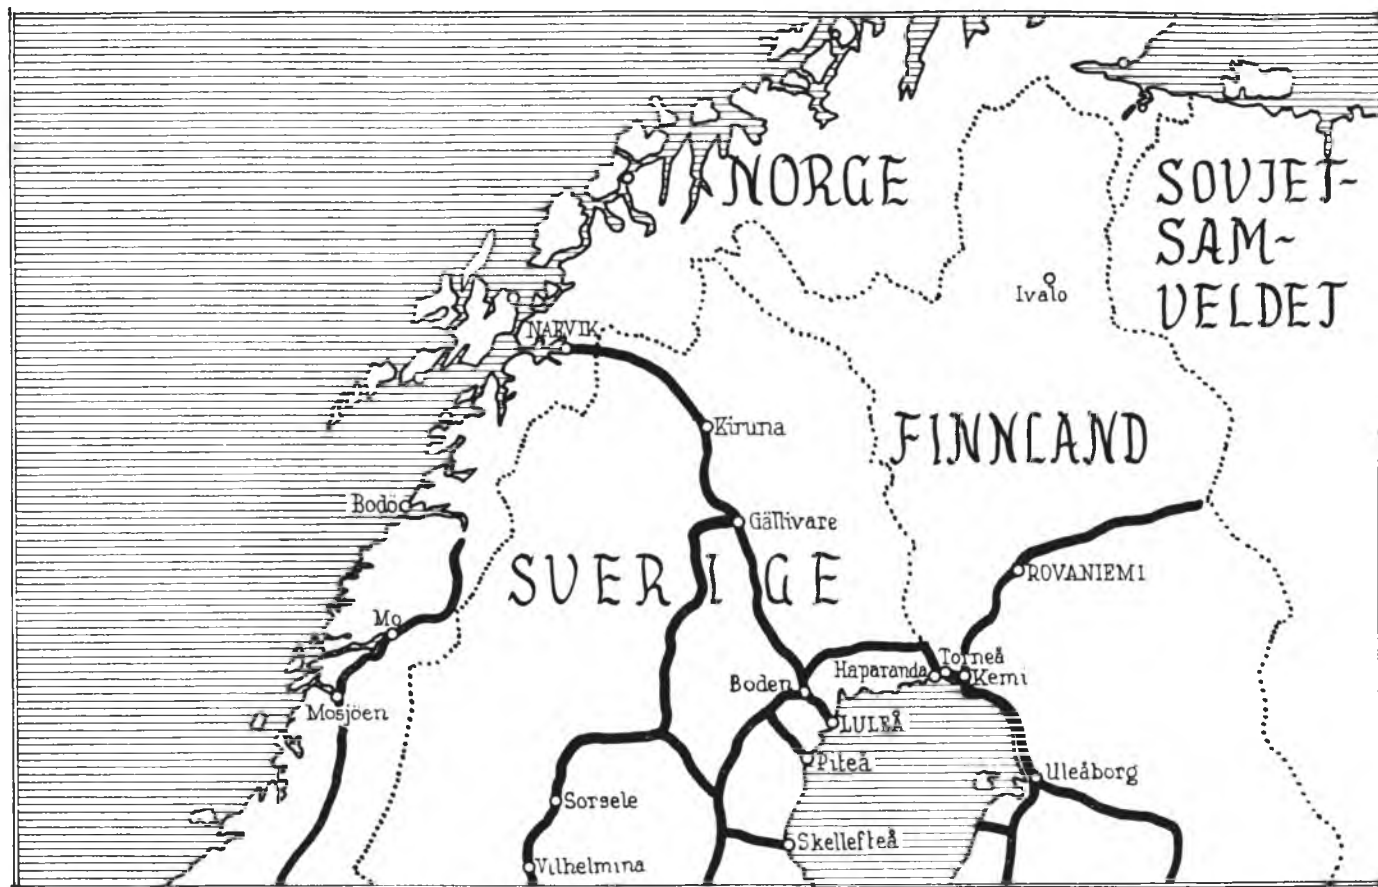 NORGE
SOVJET-
SAM-
VELDET
Ivalo
NARVIK
FINNLAND
Kiruna
Bodö
Gällivare
SVERIGE
ROVANIEMI
Mo
Torneå
Haparanda
Kemi
Boden
Mosjöen
LULEÅ
Piteå
Uleåborg
Sorsele
Skellefteå
Vilhelmina